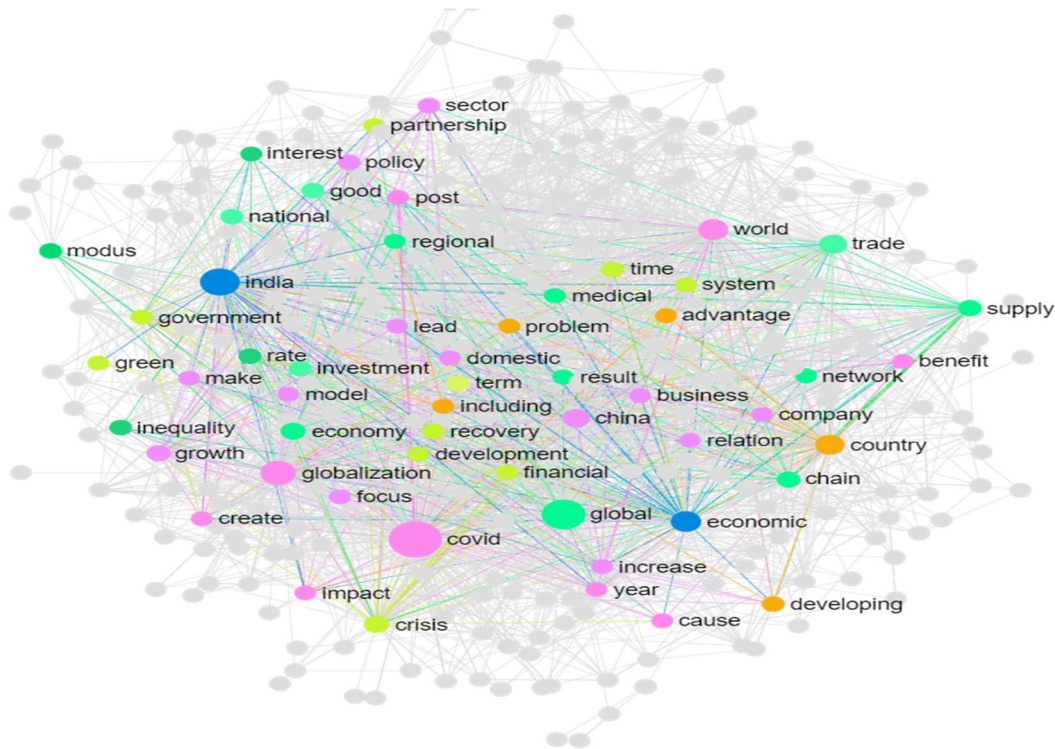 sector
partnership
interest
policy
good
post
national
world
regional
trade
modus
time
india
system
medical
supply
government
advantage
lead
problem
rate
domestic
green
investment
benefit
make
term
result
network
model
business
including
company
china
inequality
economy
recovery
relation
country
growth
development
globalization
financial
chain
focus
global
create
economic
covid
increase
impact
year
developing
cause
crisis